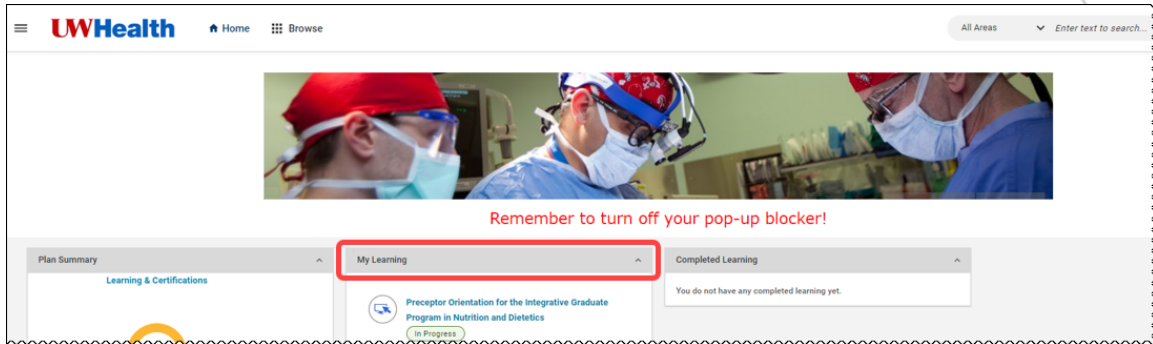 UWHealth Home Browse All Areas Enter text to search...
Remember to turn off your pop-up blocker!
Plan Summary My Learning Completed Learning
Learning & Certifications
You do not have any completed learning yet.
Preceptor Orientation for the Integrative Graduate
Program in Nutrition and Dietetics
In Progress